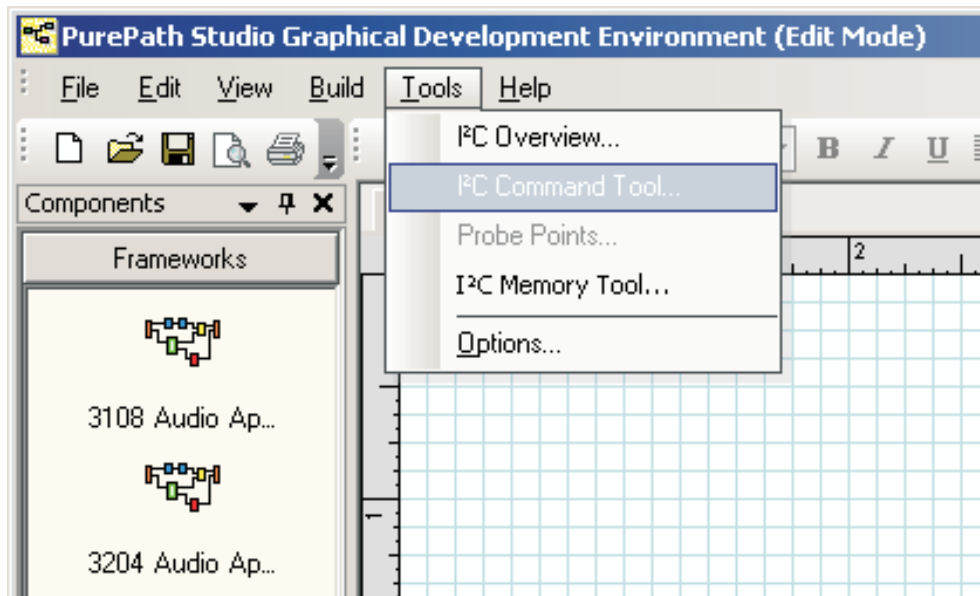 PurePath Studio Graphical Development Environment (Edit Mode)
File Edit View Build Tools Help
I²C Overview...
B I U
I²C Command Tool...
Components
Probe Points...
Frameworks
2
I²C Memory Tool...
Options...
3108 Audio Ap...
1
3204 Audio Ap...